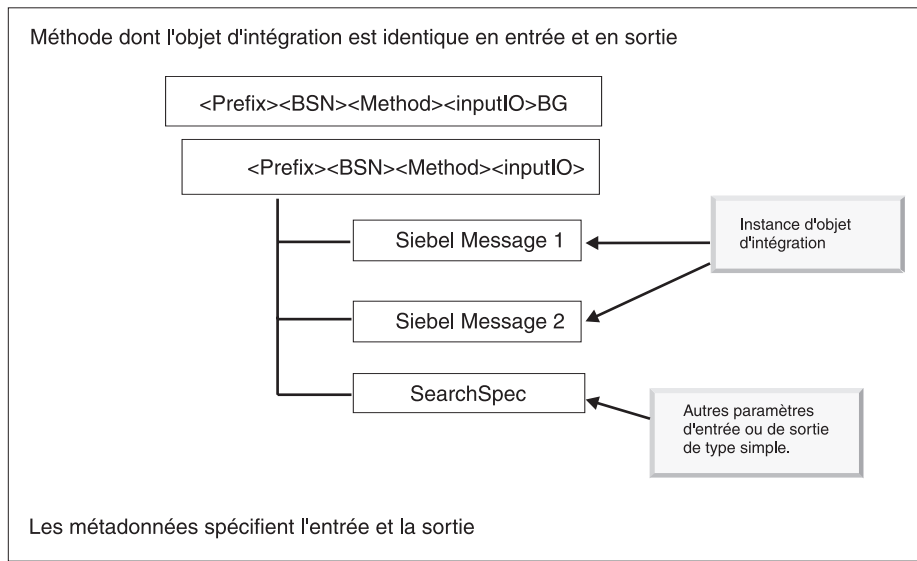 Méthode dont l'objet d'intégration est identique en entrée et en sortie
<Prefix><BSN><Method><inputIO>BG
<Prefix><BSN><Method><inputIO>
Siebel Message 1
Instance d'objet
d'intégration
Siebel Message 2
SearchSpec
Autres paramètres
d'entrée ou de sortie
de type simple.
Les métadonnées spécifient l'entrée et la sortie